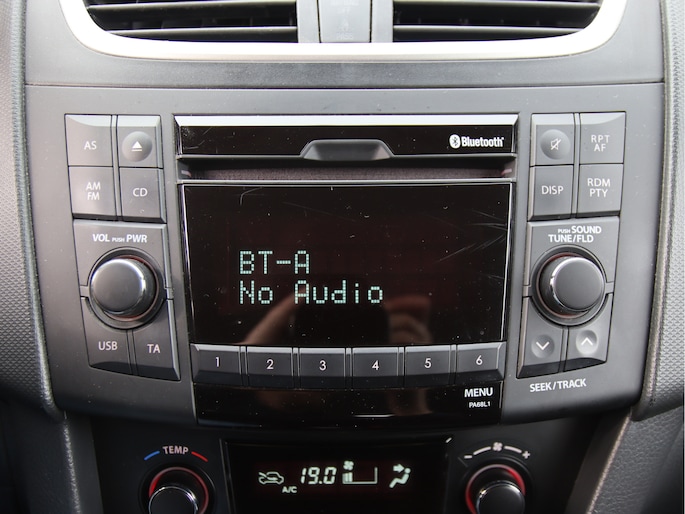 Bluetooth®
AS
RPT
AF
AM
FM
CD
DISP
RDM
PTY
VOL PUSH PWR
PUSH SOUND
TUNE/FLD
BT-A
No Audio
USB
TA
1 2 3 4 5 6
SEEK/TRACK
MENU
PA68L1
TEMP
A/C
19.0
- +